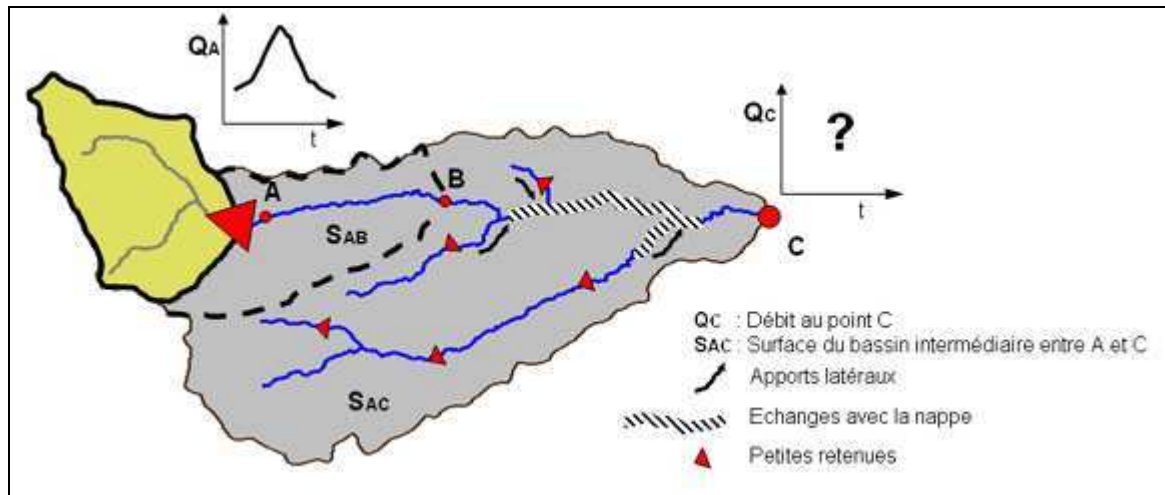 QA
t
QC
?
t
A
B
SAB
C
SAC
QC : Débit au point C
SAC : Surface du bassin intermédiaire entre A et C
Apports latéraux
Echanges avec la nappe
Petites retenues